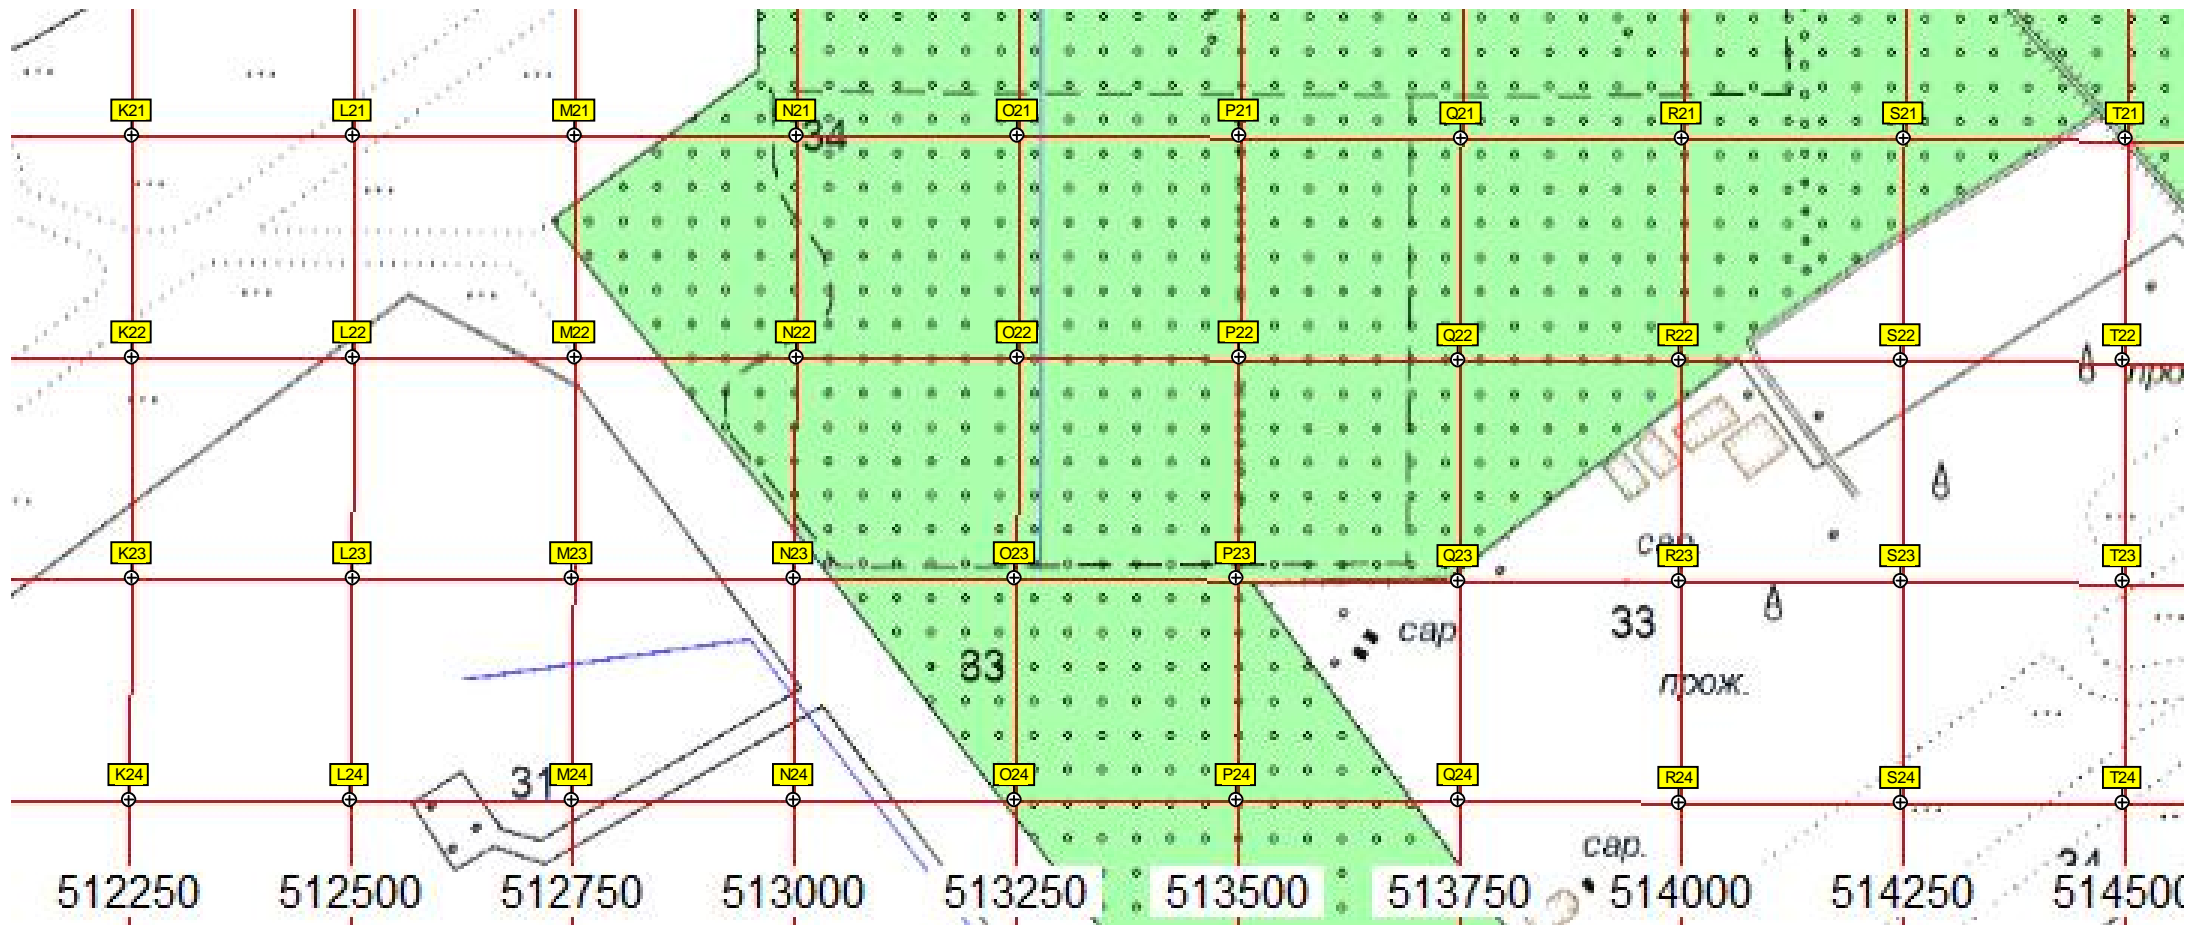 K21 L21 M21 N21 O21 P21 Q21 R21 S21 T21
34
K22 L22 M22 N22 O22 P22 Q22 R22 S22 T22
сар.
K23 L23 M23 N23 O23 P23 Q23 R23 S23 T23
33
сар
33
прож.
K24 L24 M24 N24 O24 P24 Q24 R24 S24 T24
31
сар.
512250 512500 512750 513000 513250 513500 513750 514000 514250